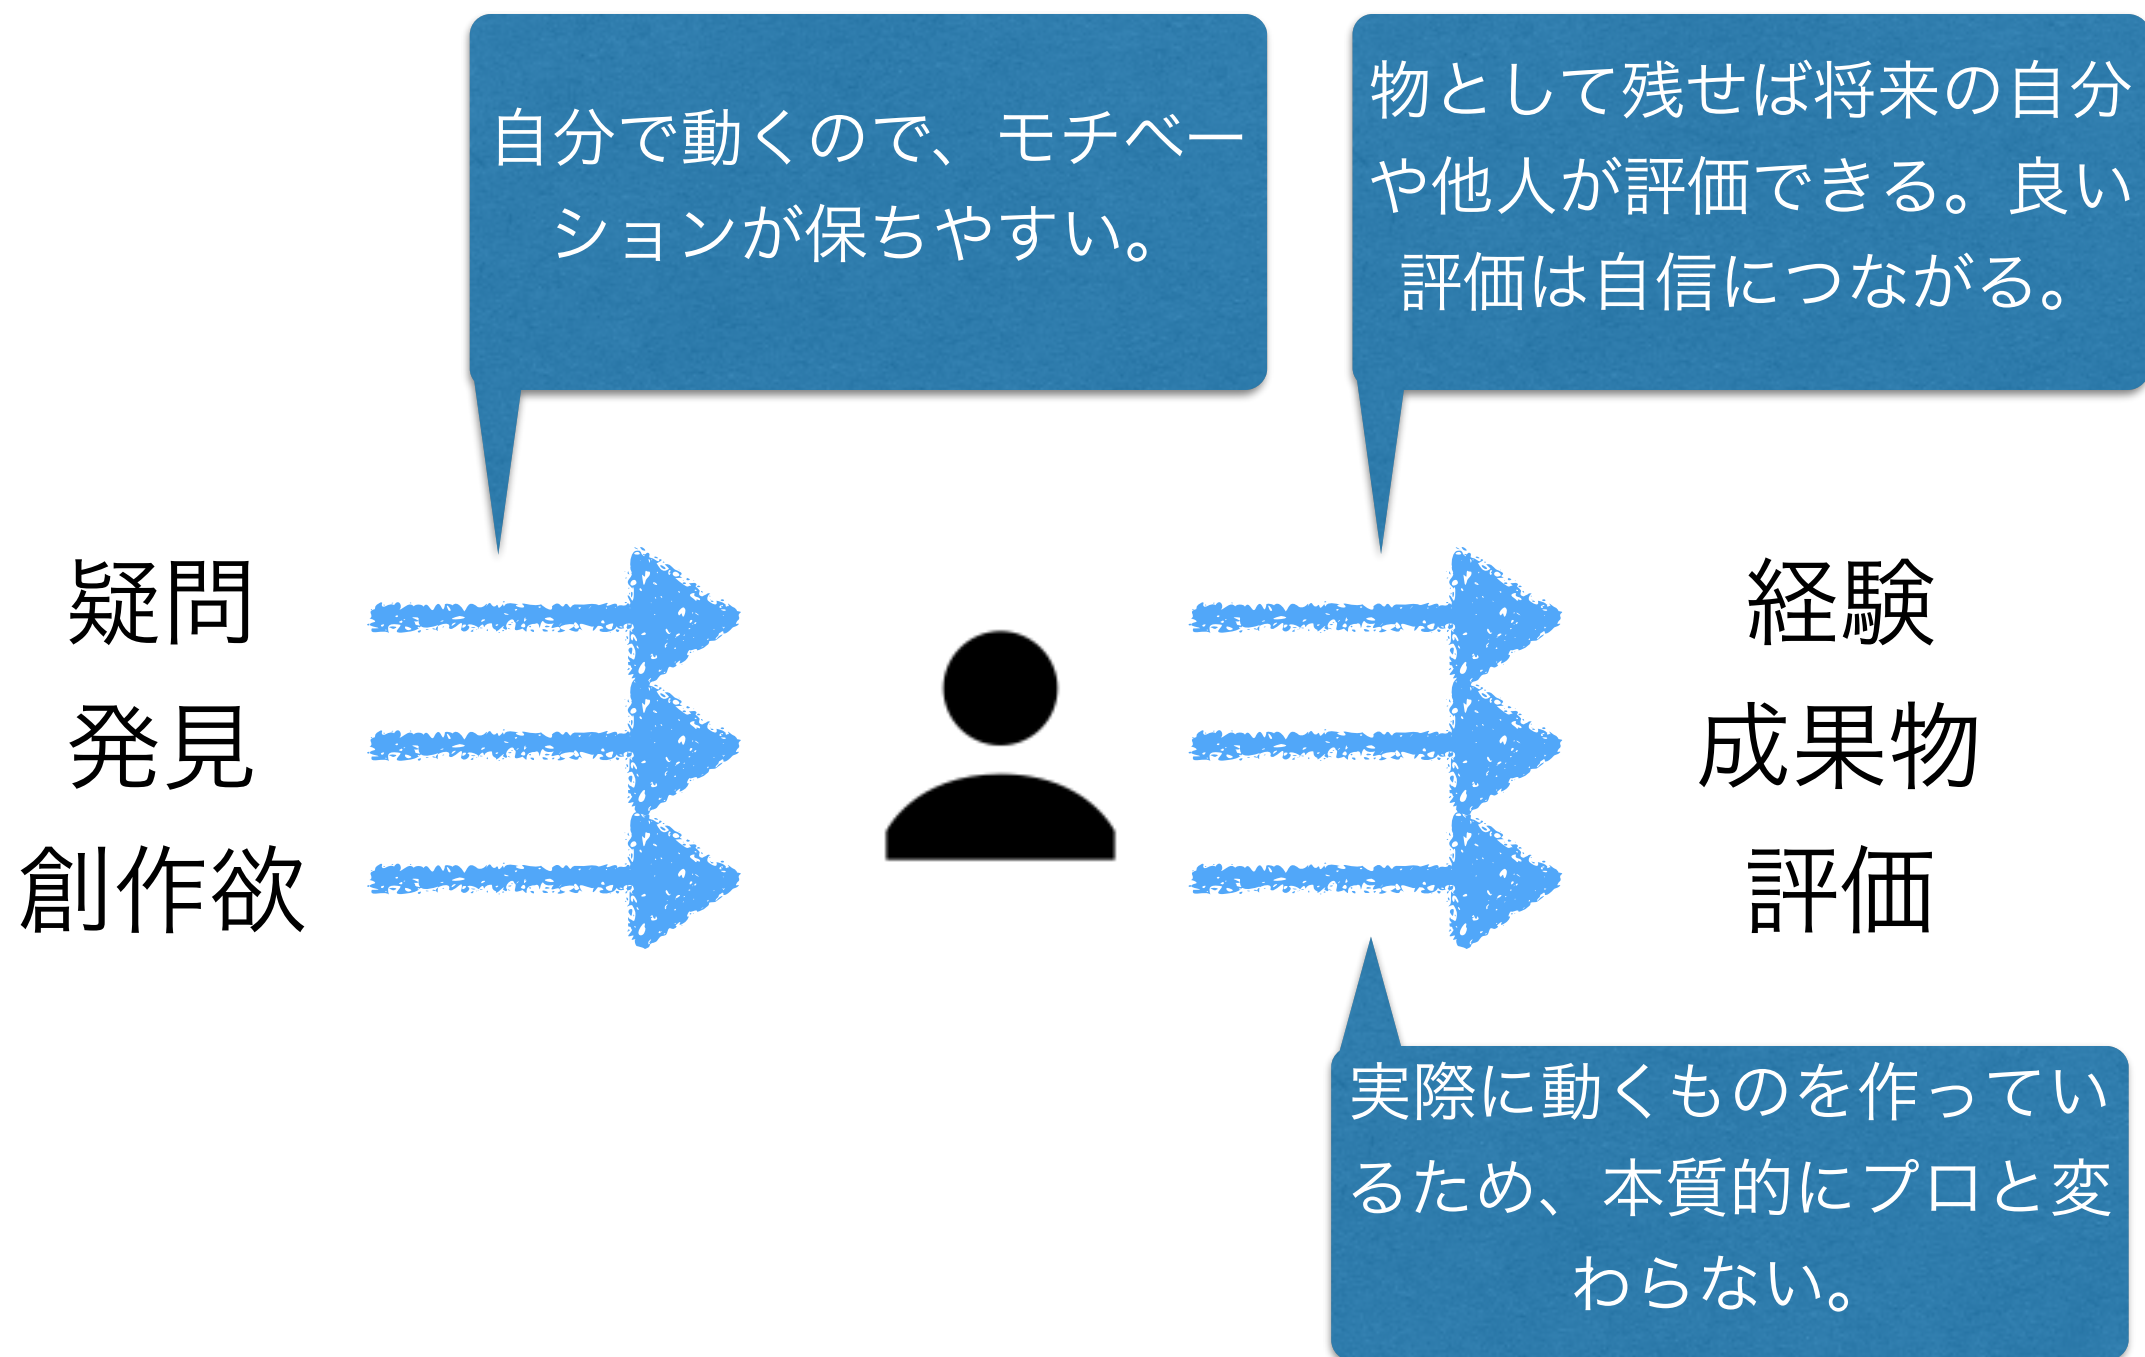 自分で動くので、モチベー
ションが保ちやすい。
物として残せば将来の自分
や他人が評価できる。良い
評価は自信につながる。
疑問
発見
創作欲
経験
成果物
評価
実際に動くものを作ってい
るため、本質的にプロと変
わらない。